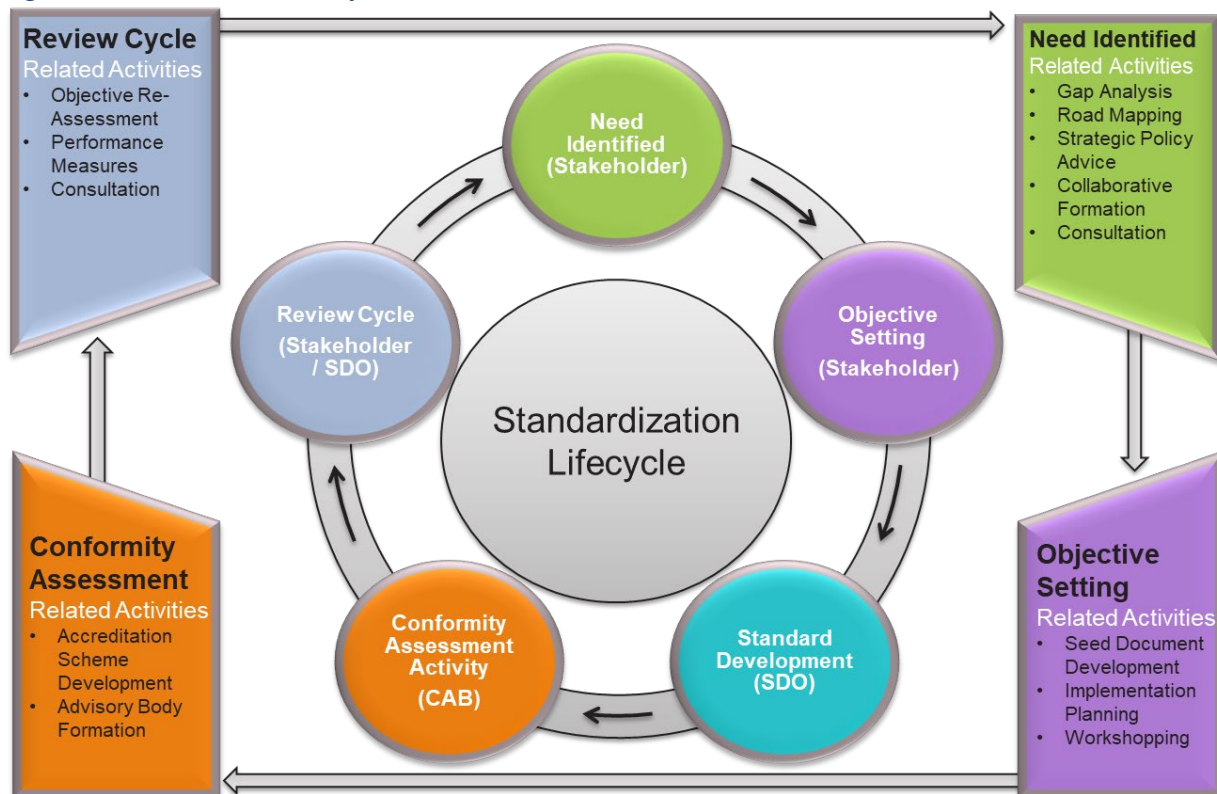 Review Cycle
Related Activities
• Objective Re-
Assessment
• Performance
Measures
• Consultation
Need Identified
Related Activities
• Gap Analysis
• Road Mapping
• Strategic Policy
Advice
• Collaborative
Formation
• Consultation
Need
Identified
(Stakeholder)
Review Cycle
(Stakeholder
/ SDO)
Objective
Setting
(Stakeholder)
Standardization
Lifecycle
Conformity
Assessment
Activity
(CAB)
Standard
Development
(SDO)
Conformity
Assessment
Related Activities
• Accreditation
Scheme
Development
• Advisory Body
Formation
Objective
Setting
Related Activities
• Seed Document
Development
• Implementation
Planning
• Workshopping